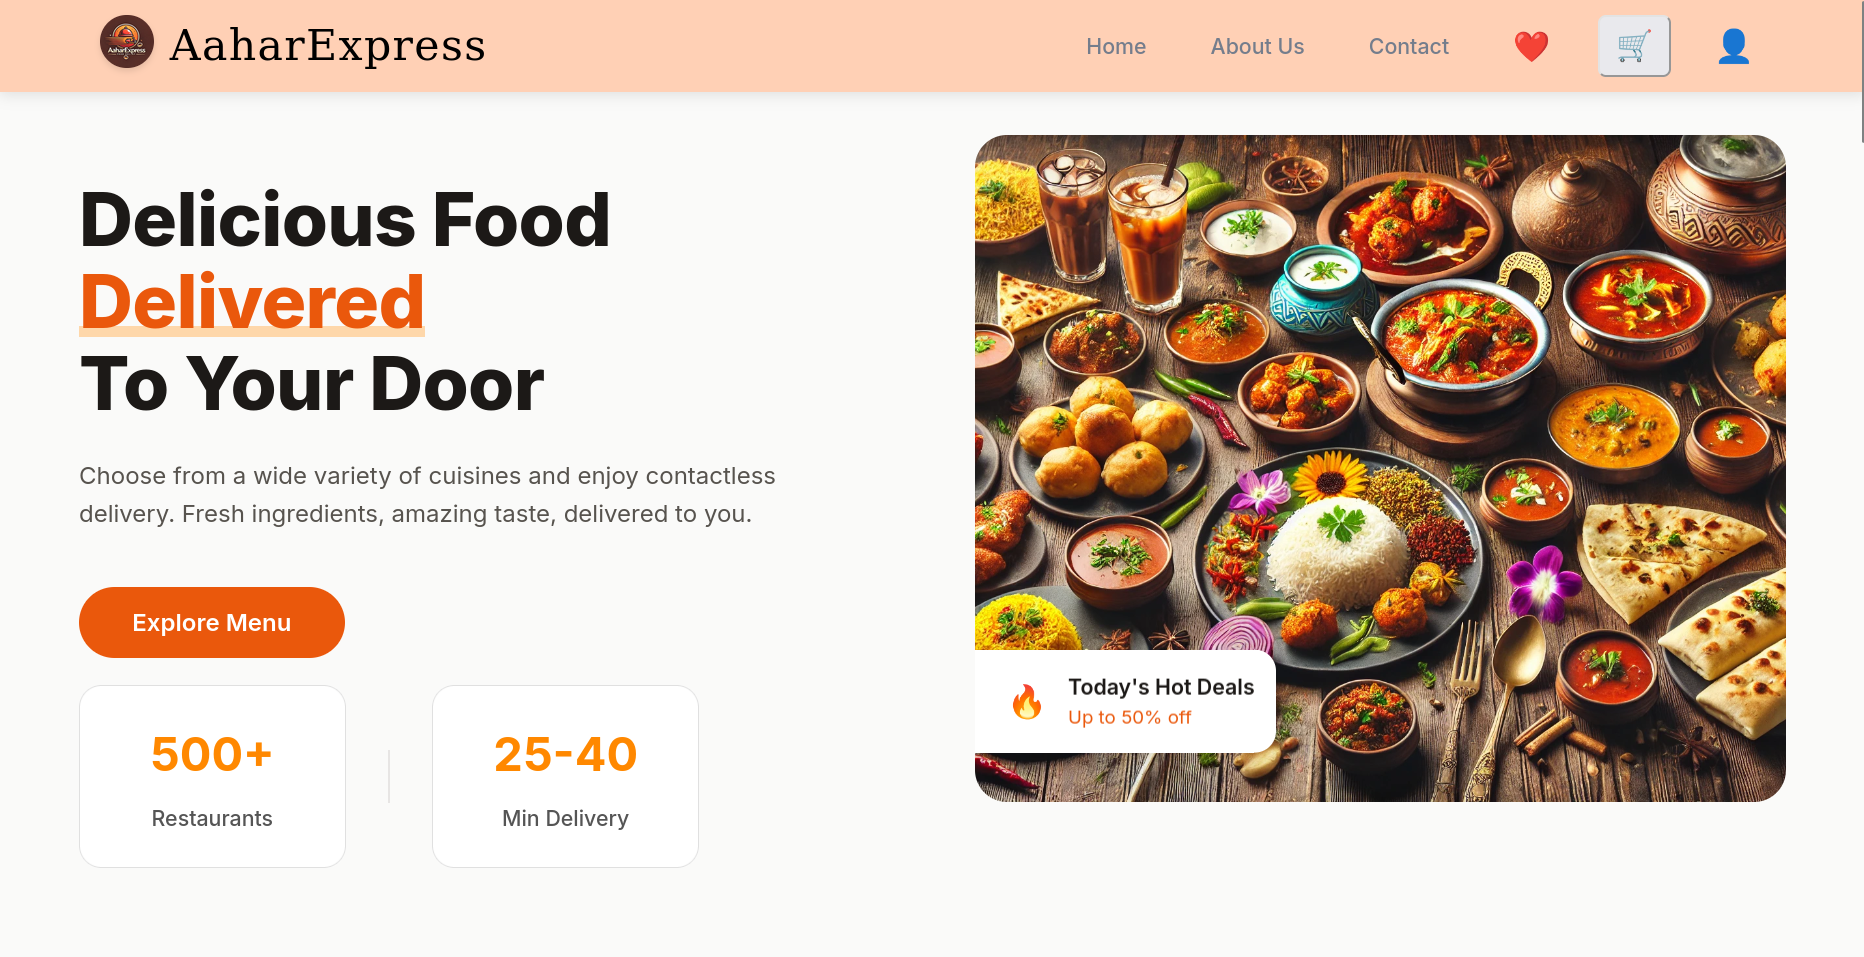 AaharExpress
AaharExpress
Home
About Us
Contact
Delicious Food
Delivered
To Your Door
Choose from a wide variety of cuisines and enjoy contactless
delivery. Fresh ingredients, amazing taste, delivered to you.
Explore Menu
500+
Restaurants
25-40
Min Delivery
Today's Hot Deals
Up to 50% off